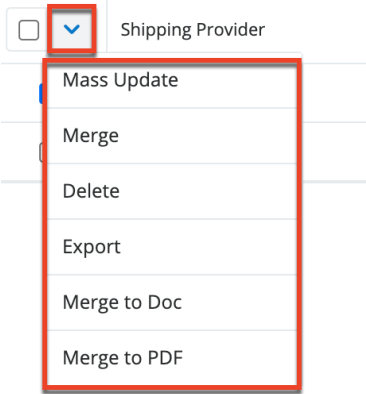 Shipping Provider
Mass Update
Merge
Delete
Export
Merge to Doc
Merge to PDF